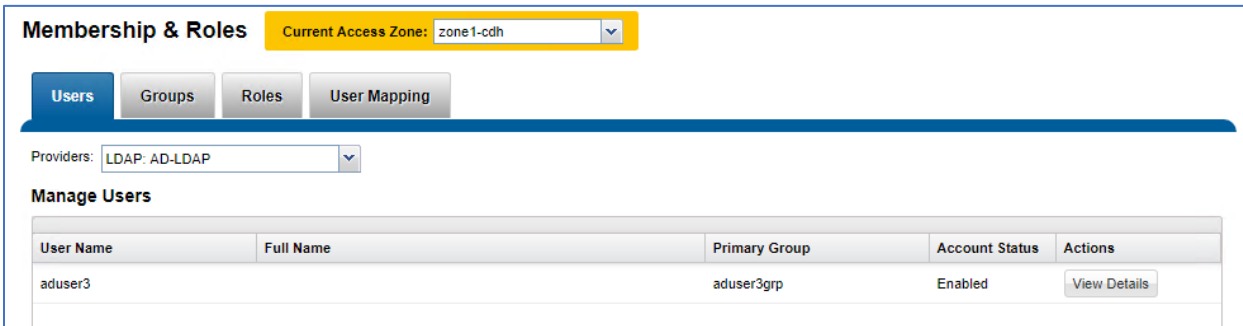 Membership & Roles Current Access Zone: zone1-cdh
Users Groups Roles User Mapping
Providers: LDAP: AD-LDAP
Manage Users
User Name Full Name Primary Group Account Status Actions
aduser3 aduser3grp Enabled View Details